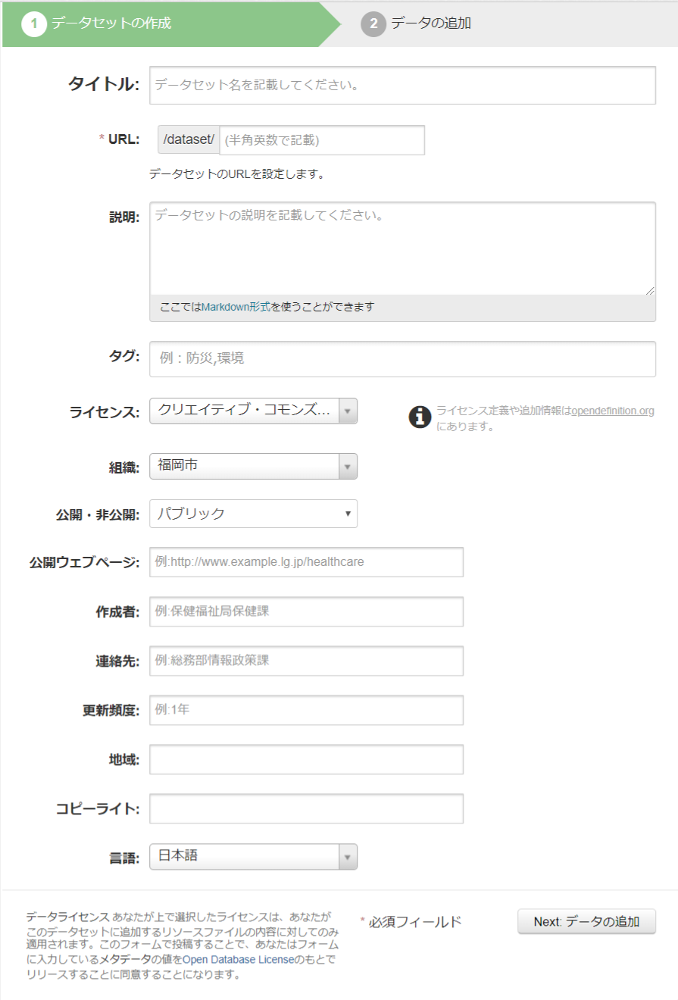 1 データセットの作成
2 データの追加
タイトル: データセット名を記載してください。
* URL: /dataset/ (半角英数で記載)
データセットのURLを設定します。
説明: データセットの説明を記載してください。
ここではMarkdown形式を使うことができます
タグ: 例：防災,環境
ライセンス: クリエイティブ・コモンズ...
ライセンス定義や追加情報はopendefinition.org
にあります。
組織: 福岡市
公開・非公開: パブリック
公開ウェブページ: 例:http://www.example.lg.jp/healthcare
作成者: 例:保健福祉局保健課
連絡先: 例:総務部情報政策課
更新頻度: 例:1年
地域:
コピーライト:
言語: 日本語
データライセンス あなたが上で選択したライセンスは、あなたが
このデータセットに追加するリソースファイルの内容に対してのみ
適用されます。このフォームで投稿することで、あなたはフォーム
に入力しているメタデータの値をOpen Database Licenseのもとで
リリースすることに同意することになります。
* 必須フィールド
Next: データの追加